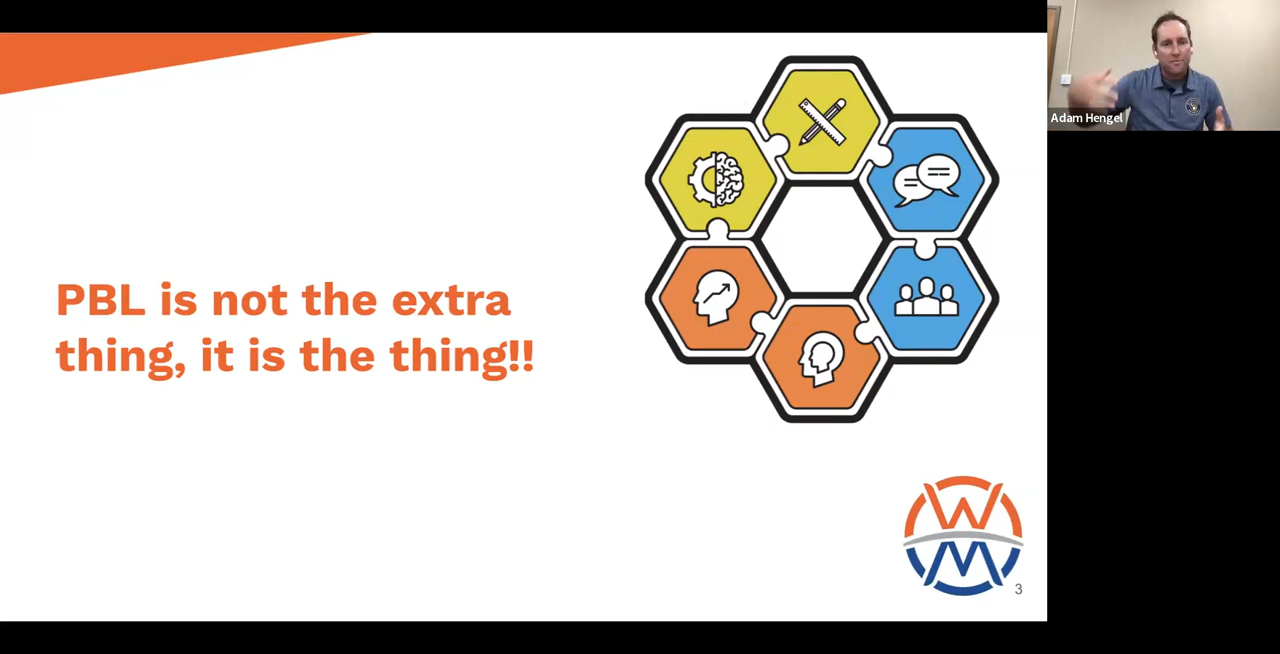 PBL is not the extra
thing, it is the thing!!
Adam Hengel
W
M
3